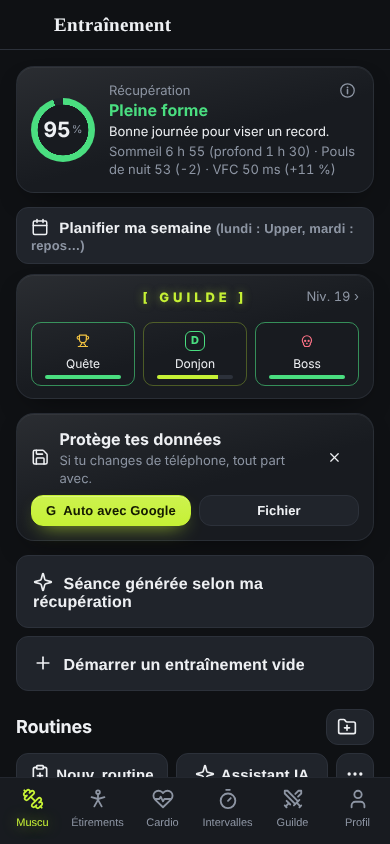 Entraînement
Récupération
95%
Pleine forme
Bonne journée pour viser un record.
Sommeil 6 h 55 (profond 1 h 30) · Pouls
de nuit 53 (-2) · VFC 50 ms (+11 %)
Planifier ma semaine (lundi : Upper, mardi :
repos…)
[ GUILDE ]
Niv. 19 ›
D
Quête
Donjon
Boss
Protège tes données
Si tu changes de téléphone, tout part
avec.
G Auto avec Google
Fichier
Séance générée selon ma
récupération
Démarrer un entraînement vide
Routines
Nouv. routine
Assistant IA
Muscu
Étirements
Cardio
Intervalles
Guilde
Profil